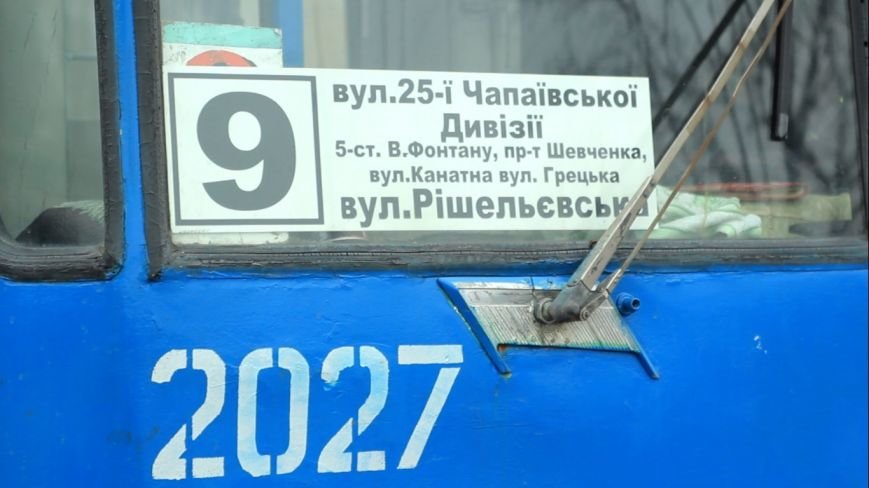 9
вул.25-ї Чапаївської
Дивізії
5-ст. В.Фонтану, пр-т Шевченка,
вул.Канатна вул. Грецька
вул.Рішельєвська
2027